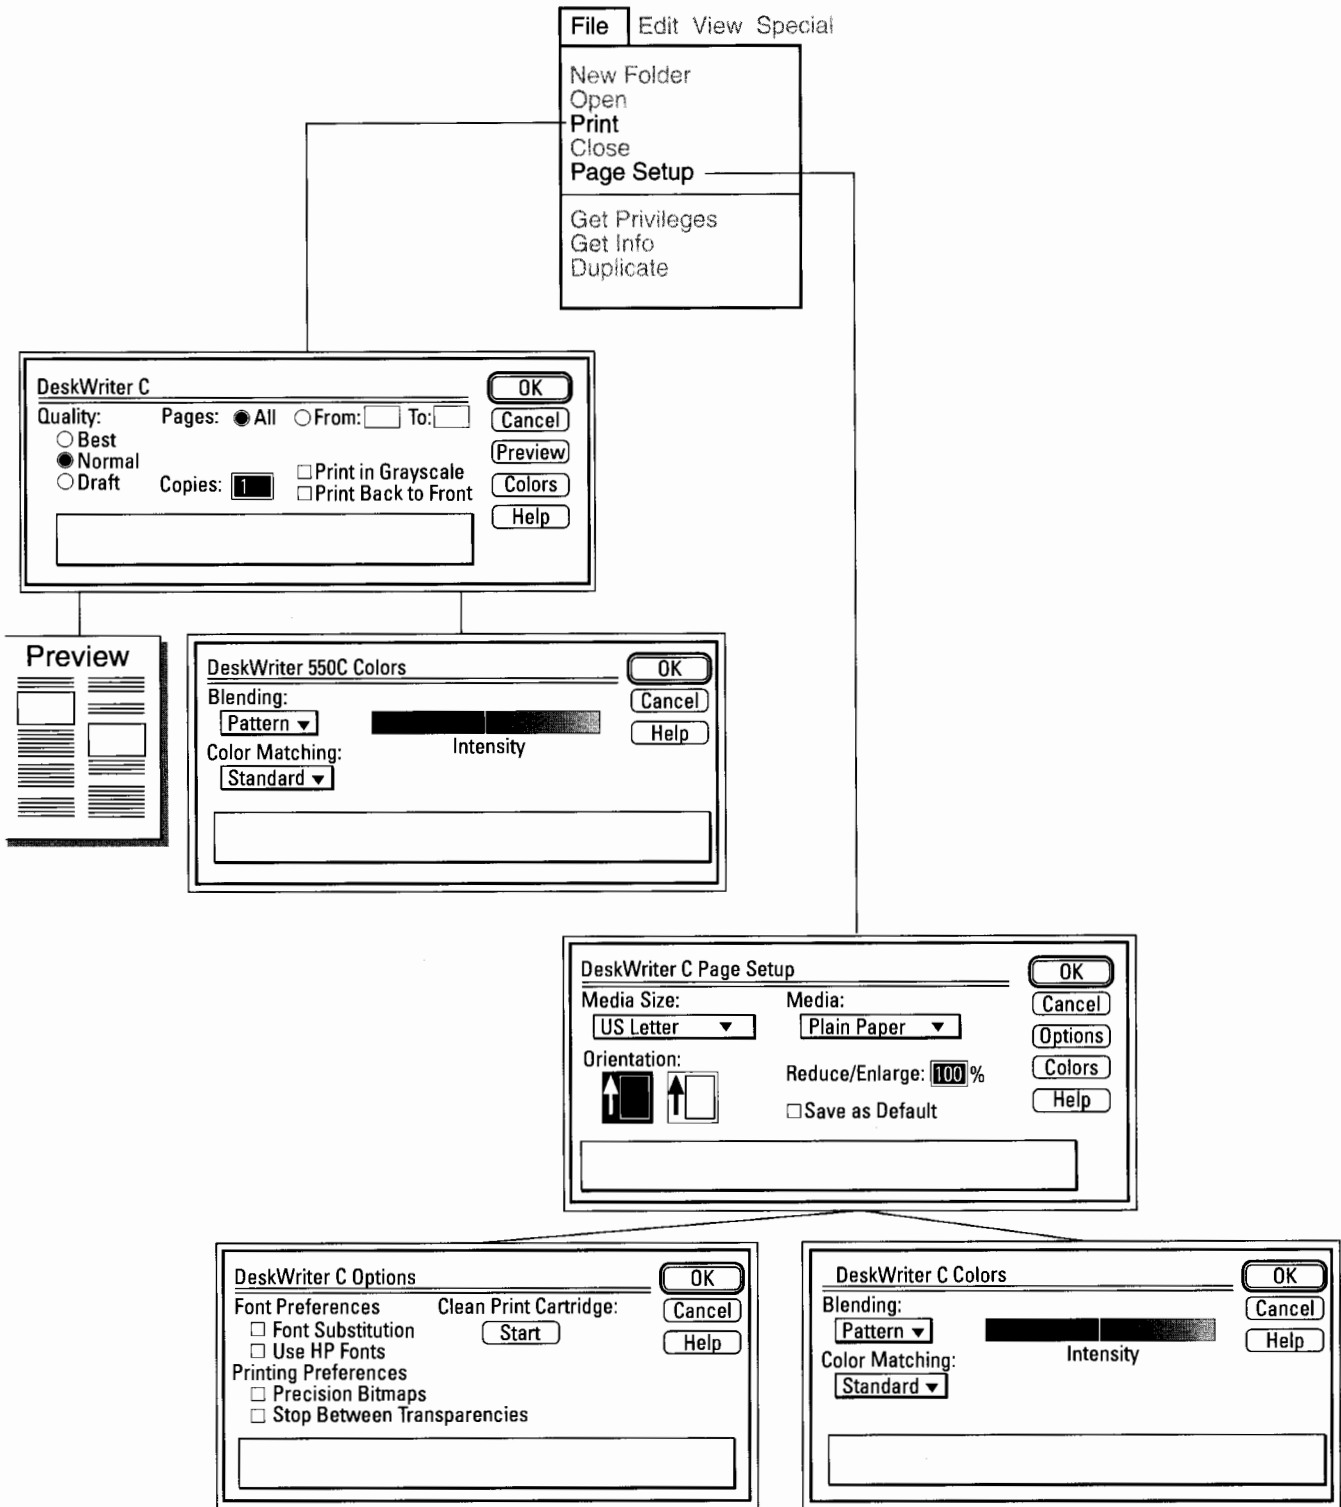 File Edit View Special
New Folder
Open
Print
Close
Page Setup
Get Privileges
Get Info
Duplicate
DeskWriter C
OK
Quality: Pages: All From: To: Cancel
Best
Normal Preview
Draft Copies: 1 Print in Grayscale
Print Back to Front Colors
Help
Preview
DeskWriter 550C Colors OK
Blending: Cancel
Pattern Help
Intensity
Color Matching:
Standard
DeskWriter C Page Setup OK
Media Size: Media: Cancel
US Letter Plain Paper Options
Orientation: Reduce/Enlarge: 100 % Colors
Save as Default Help
DeskWriter C Options OK
Font Preferences Clean Print Cartridge: Cancel
Font Substitution Start Help
Use HP Fonts
Printing Preferences
Precision Bitmaps
Stop Between Transparencies
DeskWriter C Colors OK
Blending: Cancel
Pattern Help
Intensity
Color Matching:
Standard